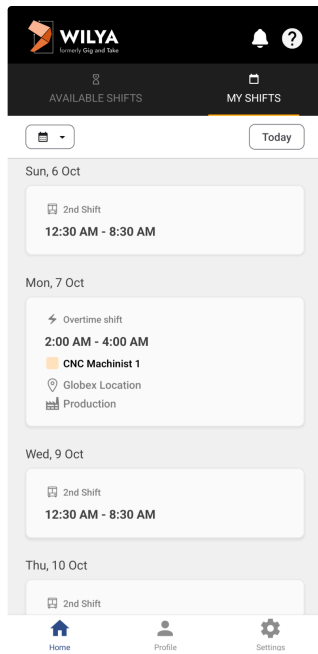 WILYA
formerly Gig and Take
?
AVAILABLE SHIFTS
MY SHIFTS
Today
Sun, 6 Oct
2nd Shift
12:30 AM - 8:30 AM
Mon, 7 Oct
Overtime shift
2:00 AM - 4:00 AM
CNC Machinist 1
Globex Location
Production
Wed, 9 Oct
2nd Shift
12:30 AM - 8:30 AM
Thu, 10 Oct
2nd Shift
Home
Profile
Settings